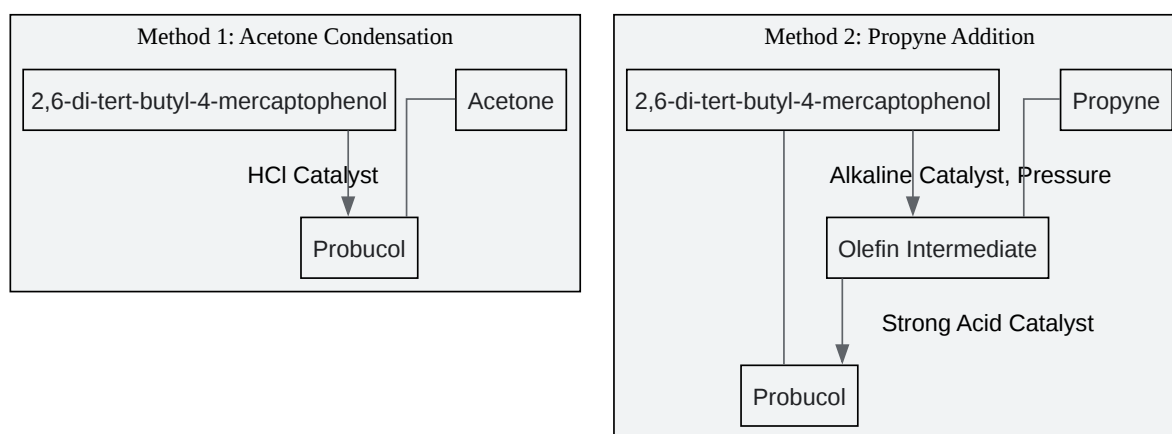 Method 1: Acetone Condensation
2,6-di-tert-butyl-4-mercaptophenol
Acetone
HCl Catalyst
Probucol
Method 2: Propyne Addition
2,6-di-tert-butyl-4-mercaptophenol
Propyne
Alkaline Catalyst, Pressure
Olefin Intermediate
Strong Acid Catalyst
Probucol